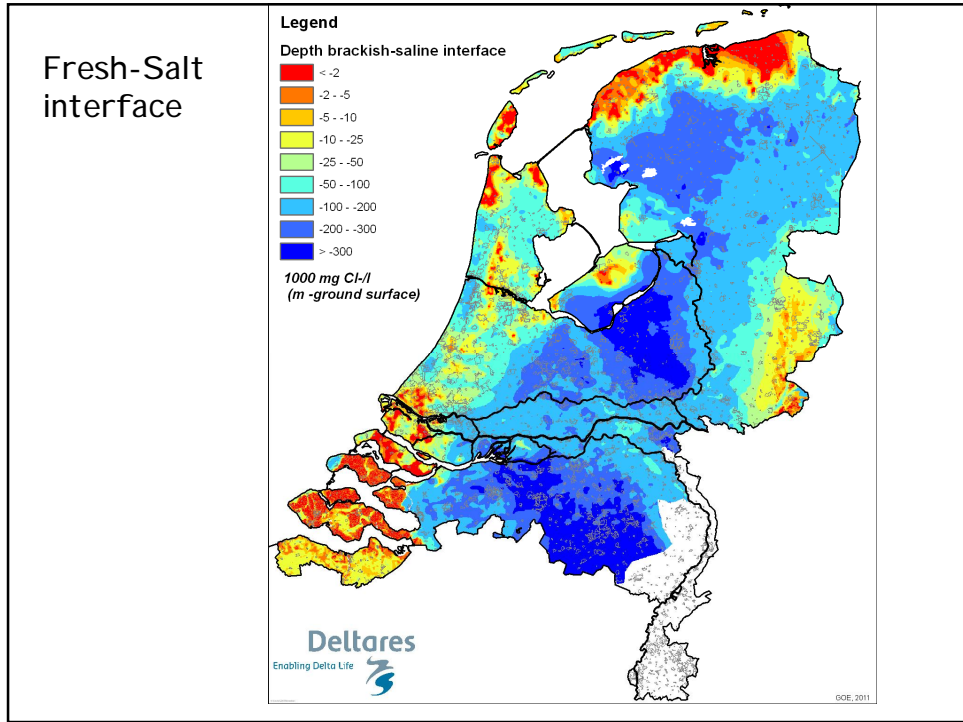 Fresh-Salt
interface
Legend
Depth brackish-saline interface
< -2
-2 - -5
-5 - -10
-10 - -25
-25 - -50
-50 - -100
-100 - -200
-200 - -300
> -300
1000 mg Cl-/l
(m -ground surface)
Deltares
Enabling Delta Life
GOE, 2011